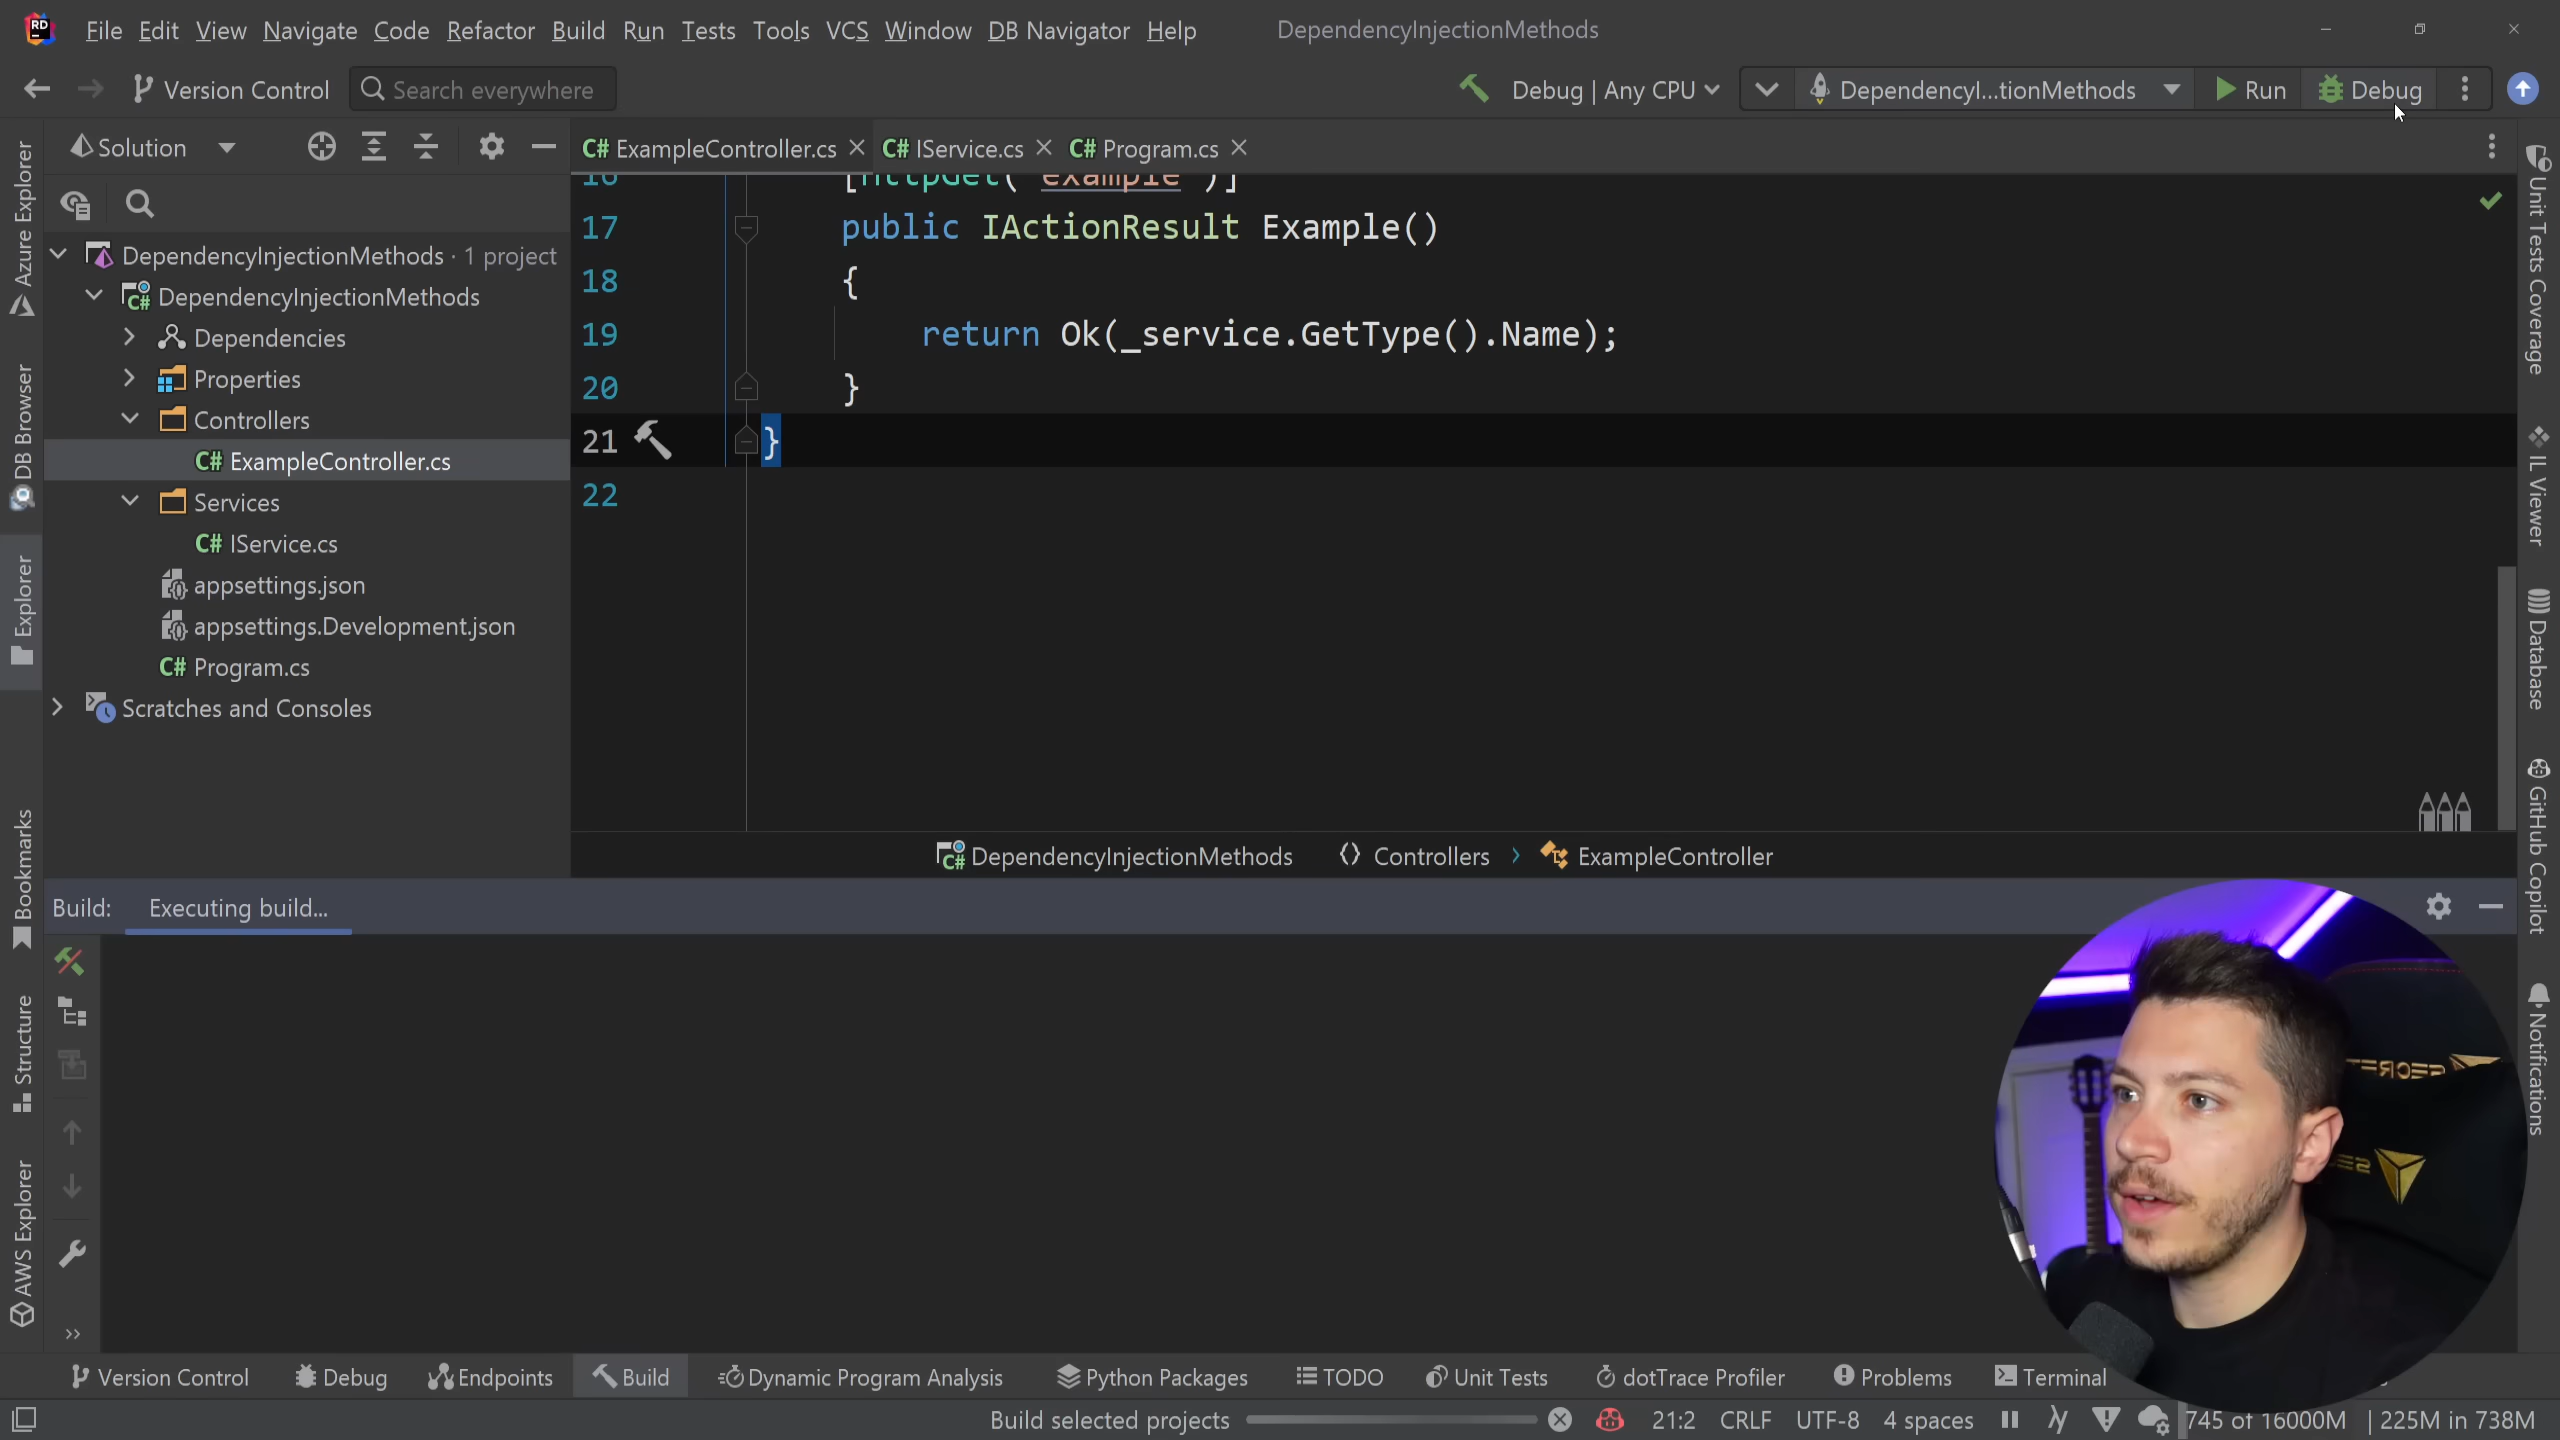 RD File Edit View Navigate Code Refactor Build Run Tests Tools VCS Window DB Navigator Help DependencyInjectionMethods
Version Control Search everywhere Debug | Any CPU DependencyI...tionMethods Run Debug
Solution
C# ExampleController.cs C# IService.cs C# Program.cs
DependencyInjectionMethods · 1 project
C# DependencyInjectionMethods
Dependencies
Properties
Controllers
C# ExampleController.cs
Services
C# IService.cs
appsettings.json
appsettings.Development.json
C# Program.cs
Scratches and Consoles
16 [HttpGet("example")]
17 public IActionResult Example()
18 {
19 return Ok(_service.GetType().Name);
20 }
21 }
22
C# DependencyInjectionMethods Controllers › ExampleController
Build: Executing build...
Azure Explorer
DB Browser
Explorer
Bookmarks
Structure
AWS Explorer
Unit Tests Coverage
IL Viewer
Database
GitHub Copilot
Notifications
Version Control Debug Endpoints Build Dynamic Program Analysis Python Packages TODO Unit Tests dotTrace Profiler Problems Terminal
Build selected projects 21:2 CRLF UTF-8 4 spaces 745 of 16000M | 225M in 738M